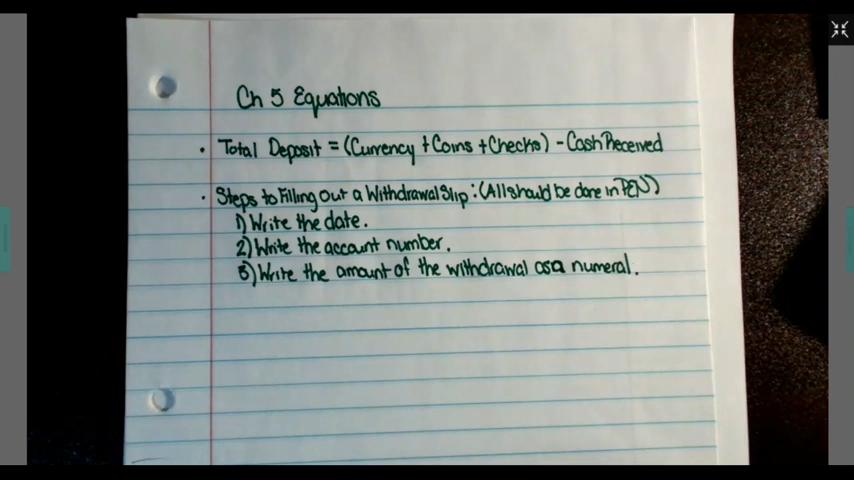 Ch 5 Equations
• Total Deposit = (Currency + Coins + Checks) - Cash Received
• Steps to Filling Out a Withdrawal Slip: (All should be done in PEN)
1) Write the date.
2) Write the account number.
3) Write the amount of the withdrawal as a numeral.